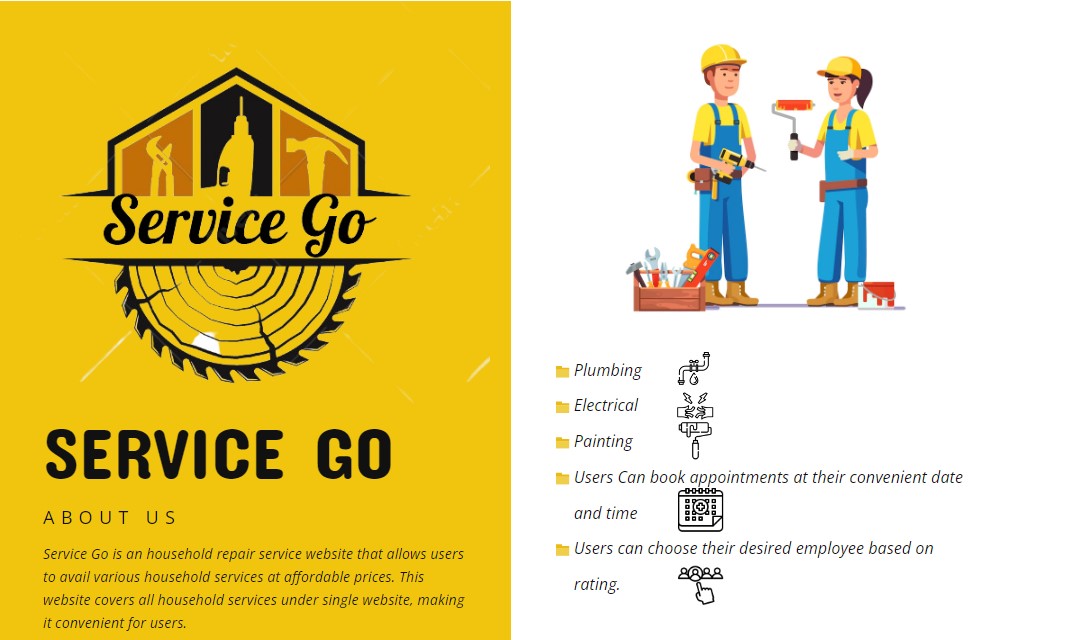 Service Go
SERVICE GO
ABOUT US
Service Go is an household repair service website that allows users
to avail various household services at affordable prices. This
website covers all household services under single website, making
it convenient for users.
Plumbing
Electrical
Painting
Users Can book appointments at their convenient date
and time
Users can choose their desired employee based on
rating.